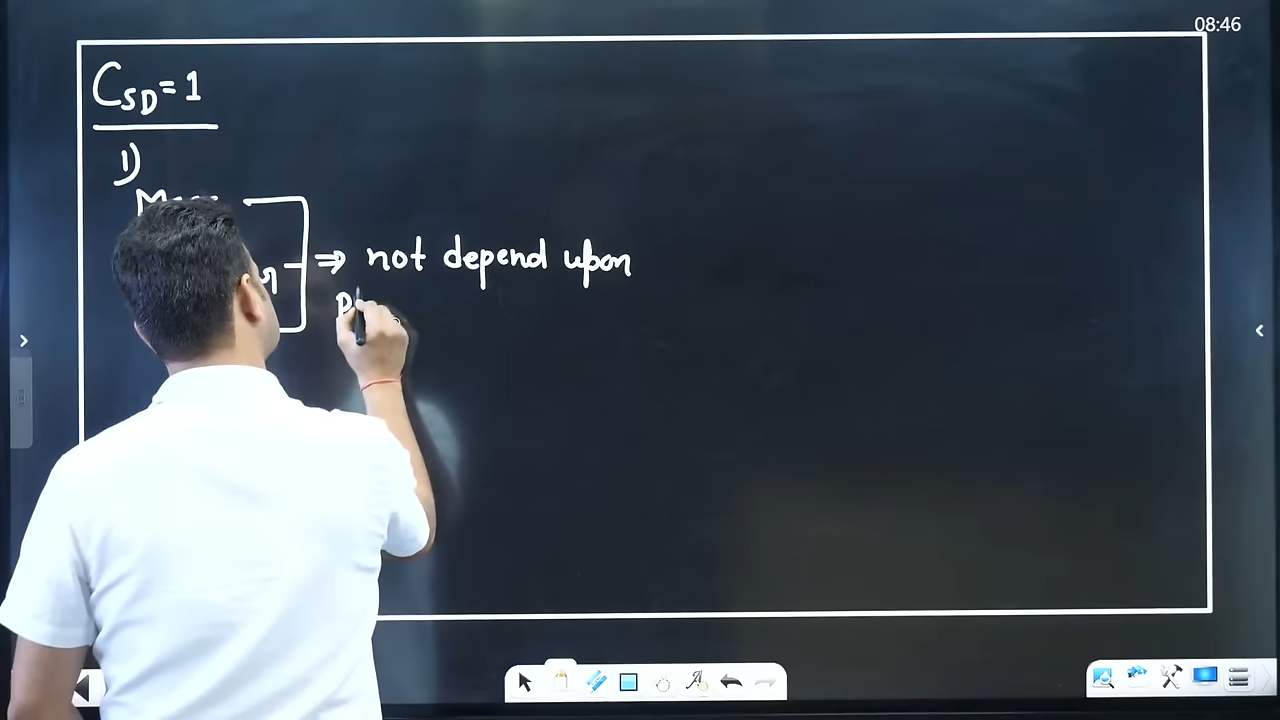 08:46
C_SD = 1
1)
⇒ not depend upon